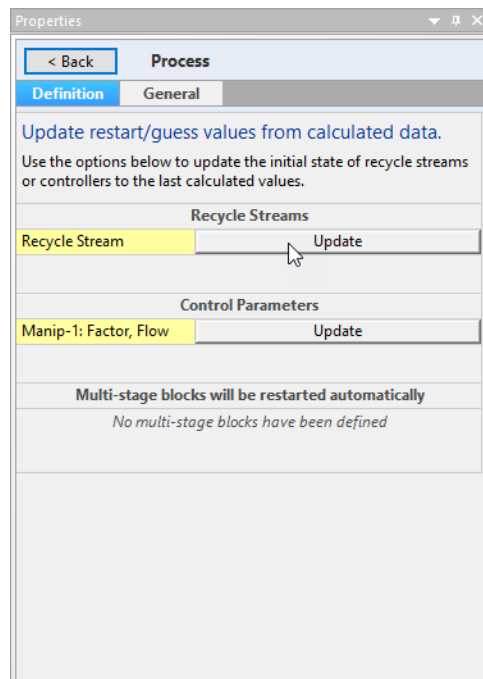 Properties
< Back Process
Definition General
Update restart/guess values from calculated data.
Use the options below to update the initial state of recycle streams
or controllers to the last calculated values.
Recycle Streams
Recycle Stream Update
Control Parameters
Manip-1: Factor, Flow Update
Multi-stage blocks will be restarted automatically
No multi-stage blocks have been defined